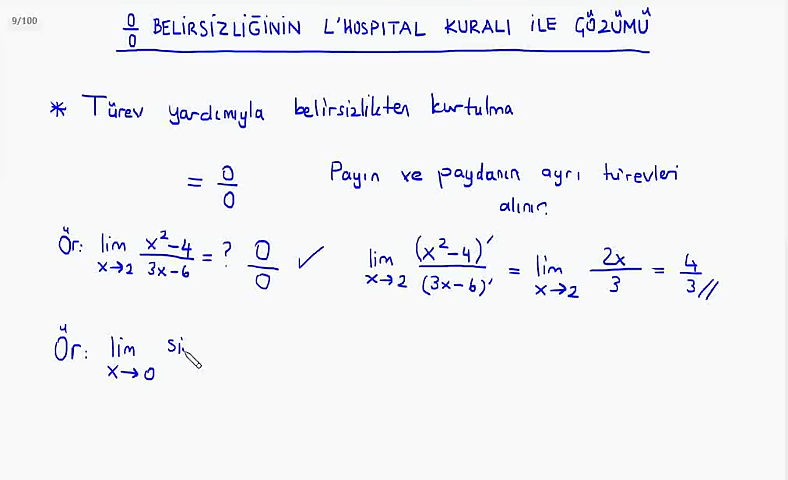 9/100
0/0 BELİRSİZLİĞİNİN L'HOSPITAL KURALI İLE ÇÖZÜMÜ
* Türev yardımıyla belirsizlikten kurtulma
= 0/0 Payın ve paydanın ayrı türevleri
alınır
Ör: lim x→2 (x²-4)/(3x-6) = ? 0/0 ✓ lim x→2 (x²-4)'/(3x-6)' = lim x→2 2x/3 = 4/3 //
Ör: lim x→0 si